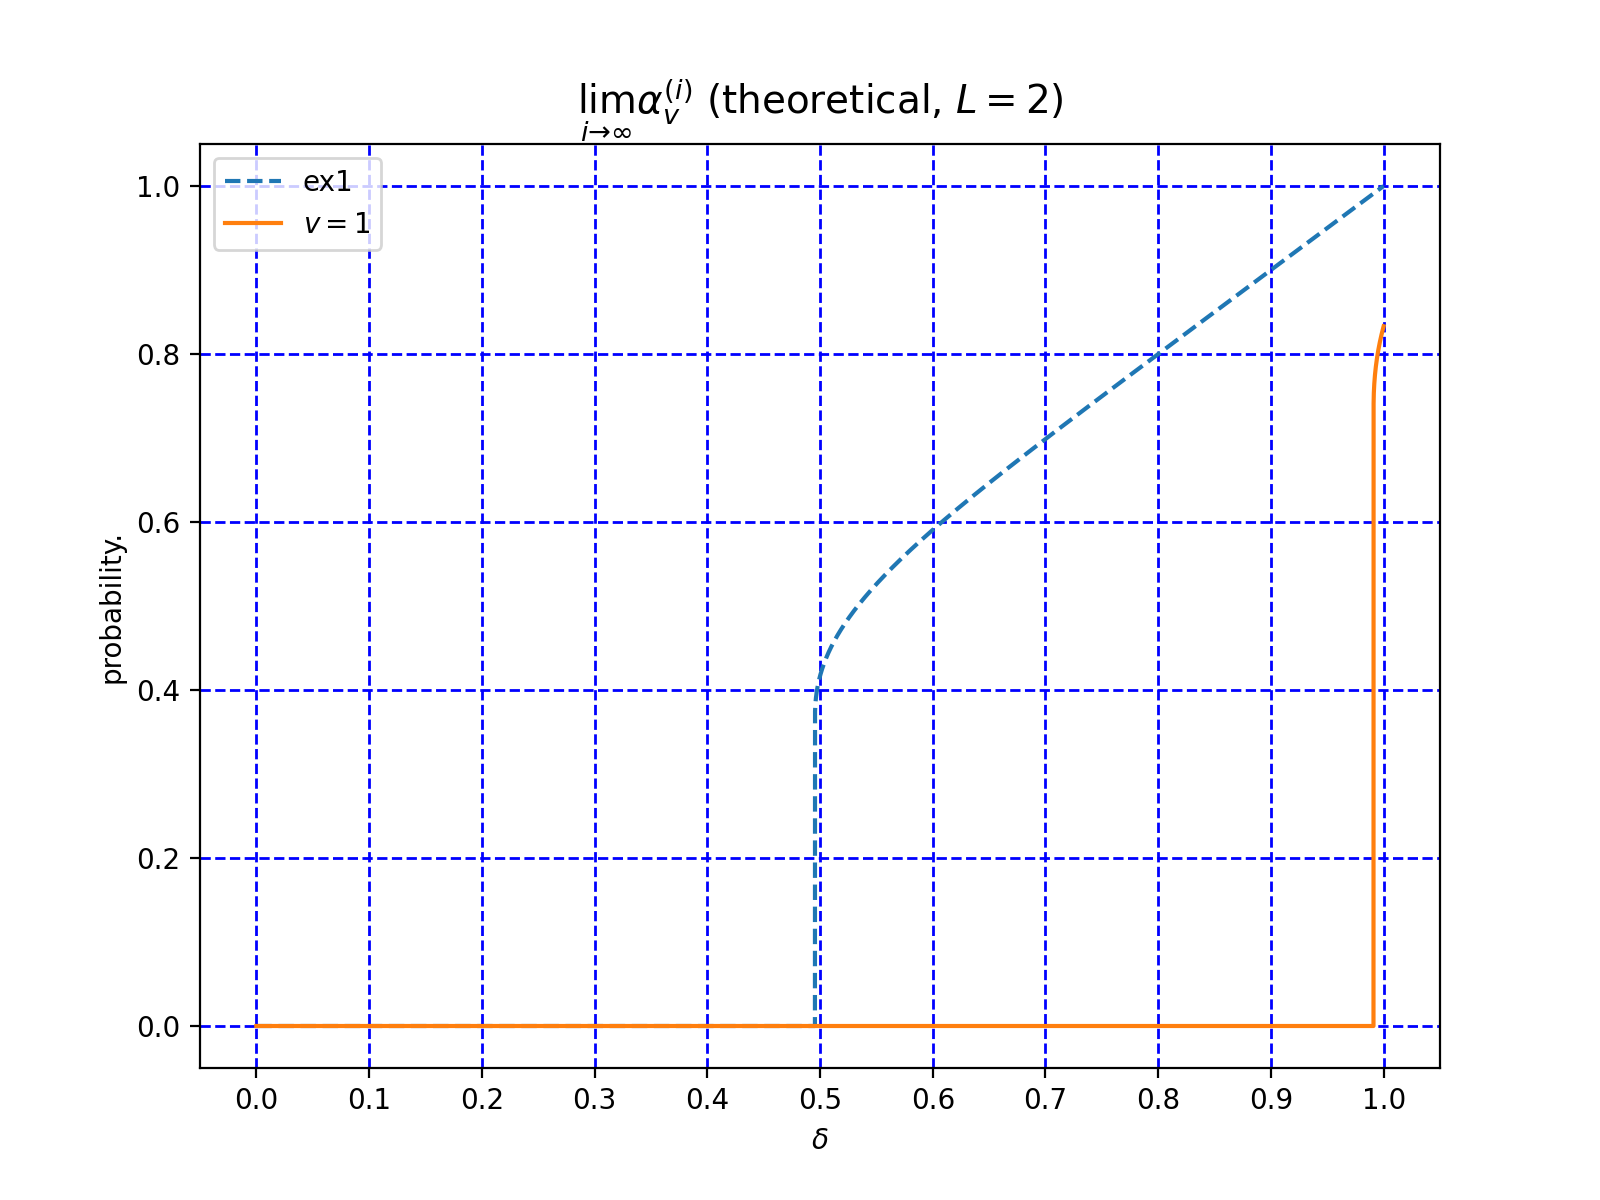 lim α_v^(i) (theoretical, L = 2)
i→∞
ex1
v = 1
1.0
0.8
0.6
0.4
0.2
0.0
probability.
0.0 0.1 0.2 0.3 0.4 0.5 0.6 0.7 0.8 0.9 1.0
δ